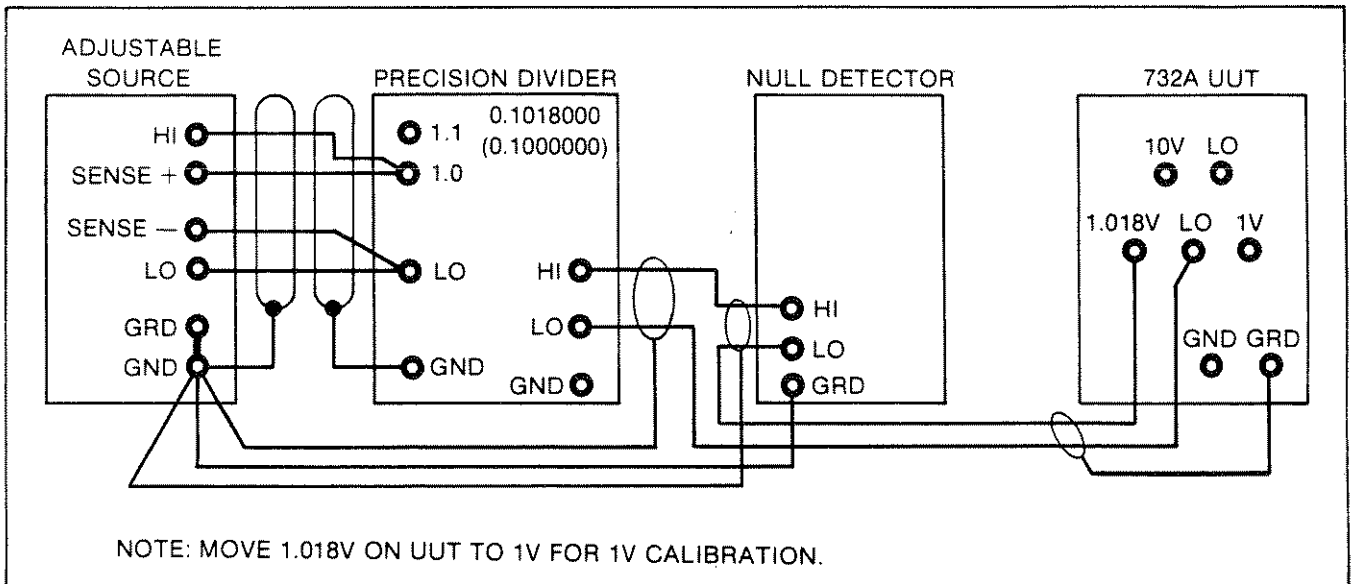 ADJUSTABLE
SOURCE
HI
SENSE +
SENSE —
LO
GRD
GND
PRECISION DIVIDER
0.1018000
(0.1000000)
1.1
1.0
LO
GND
HI
LO
GND
NULL DETECTOR
HI
LO
GRD
732A UUT
10V LO
1.018V LO 1V
GND GRD
NOTE: MOVE 1.018V ON UUT TO 1V FOR 1V CALIBRATION.